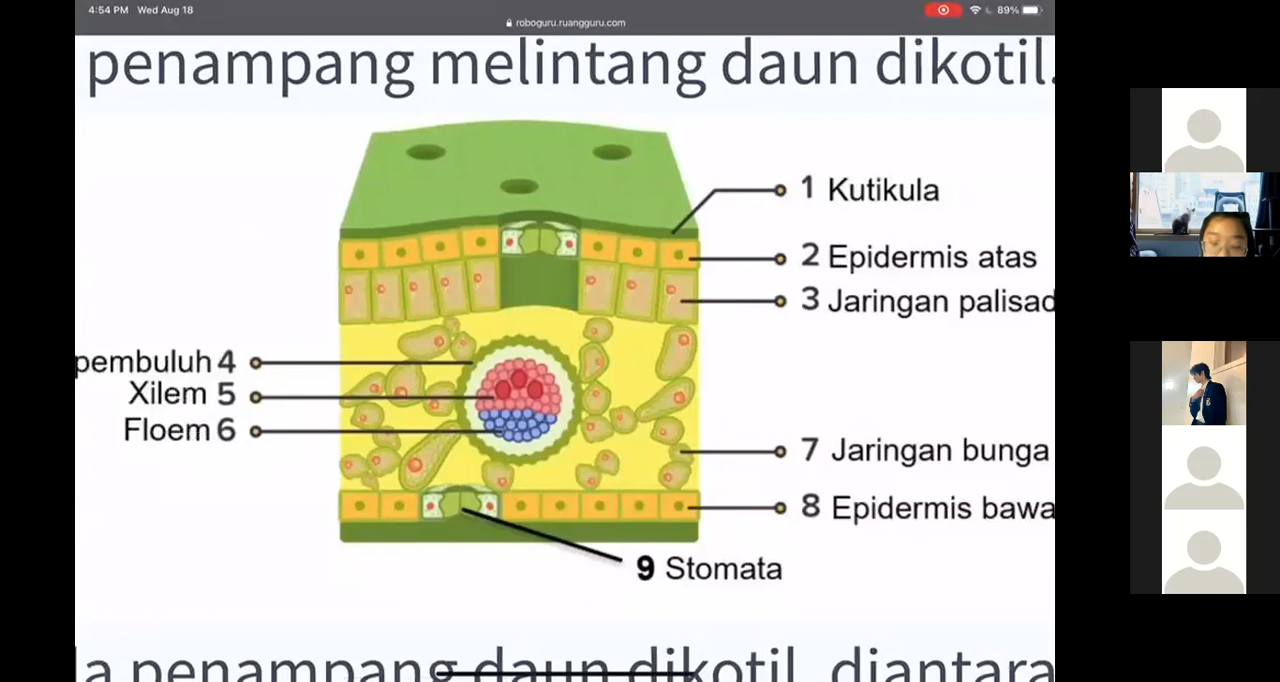 4:54 PM Wed Aug 18
89%
roboguru.ruangguru.com
penampang melintang daun dikotil.
1 Kutikula
2 Epidermis atas
3 Jaringan palisad
pembuluh 4
Xilem 5
Floem 6
7 Jaringan bunga
8 Epidermis bawa
9 Stomata
a penampang daun dikotil, diantara